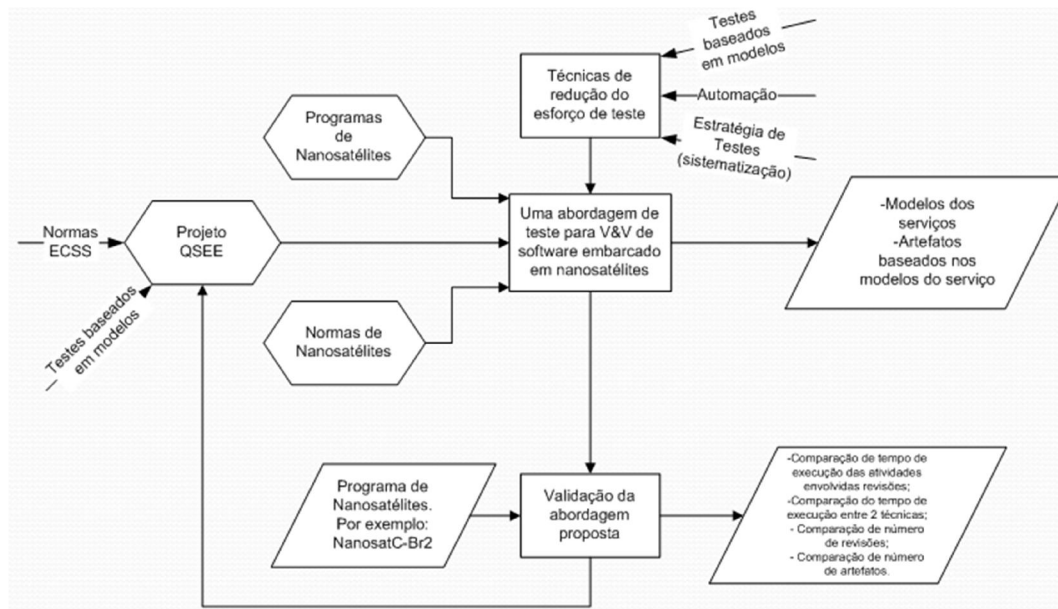 Testes
baseados
em modelos
Técnicas de
redução do
esforço de teste
Automação
Estratégia de
Testes
(sistematização)
Programas
de
Nanosatélites
Normas
ECSS
Projeto
QSEE
Uma abordagem de
teste para V&V de
software embarcado
em nanosatélites
-Modelos dos
serviços
-Artefatos
baseados nos
modelos do serviço
Testes baseados
em modelos
Normas de
Nanosatélites
Programa de
Nanosatélites.
Por exemplo:
NanosatC-Br2
Validação da
abordagem
proposta
-Comparação de tempo de
execução das atividades
envolvidas revisões;
-Comparação do tempo de
execução entre 2 técnicas;
- Comparação de número
de revisões;
- Comparação de número
de artefatos.